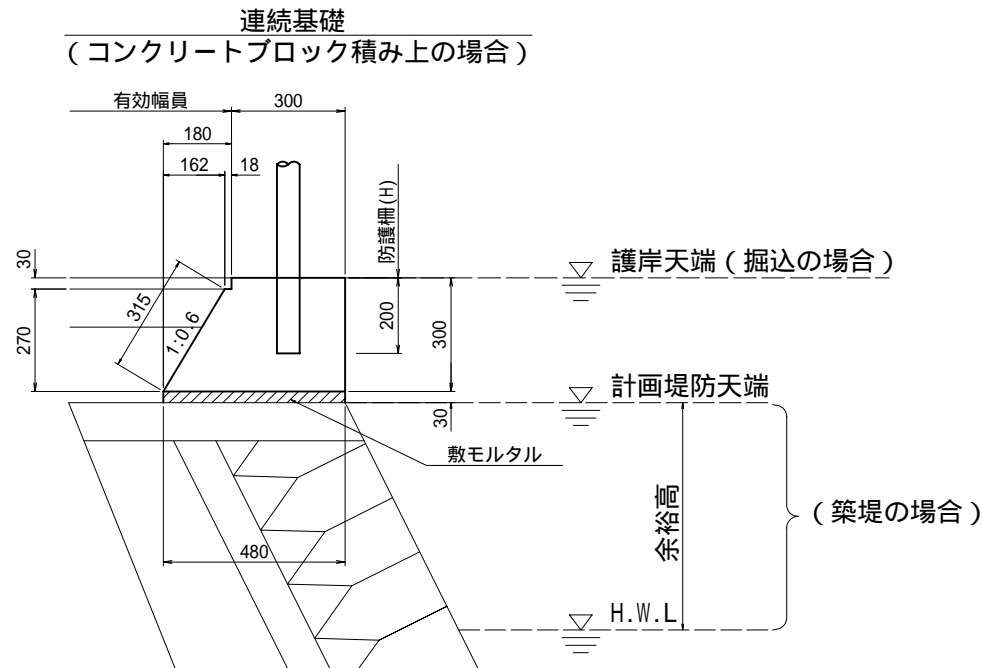 連続基礎
(コンクリートブロック積み上の場合)
有効幅員
300
180
162
18
防護柵(H)
30
護岸天端(掘込の場合)
315
1:0.6
270
200
300
計画堤防天端
30
敷モルタル
余裕高
(築堤の場合)
480
H.W.L